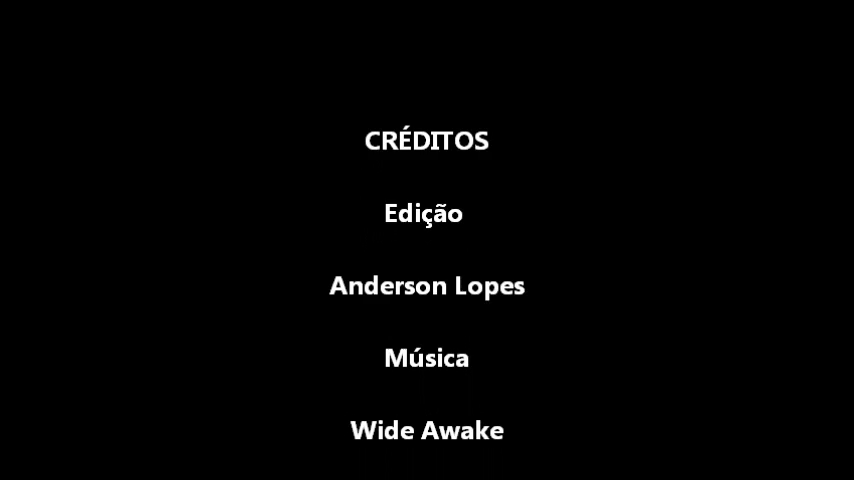 CRÉDITOS
Edição
Anderson Lopes
Música
Wide Awake